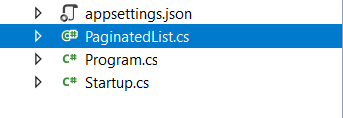 appsettings.json
C# PaginatedList.cs
C# Program.cs
C# Startup.cs